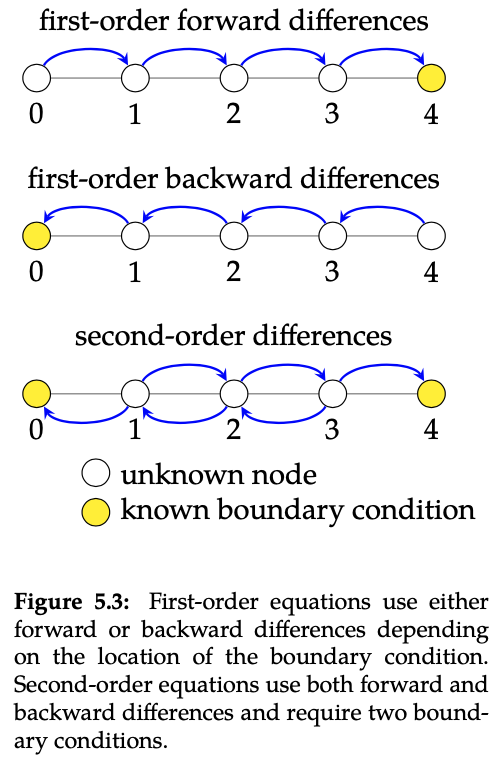 first-order forward differences
0 1 2 3 4
first-order backward differences
0 1 2 3 4
second-order differences
0 1 2 3 4
unknown node
known boundary condition
Figure 5.3: First-order equations use either
forward or backward differences depending
on the location of the boundary condition.
Second-order equations use both forward and
backward differences and require two bound-
ary conditions.